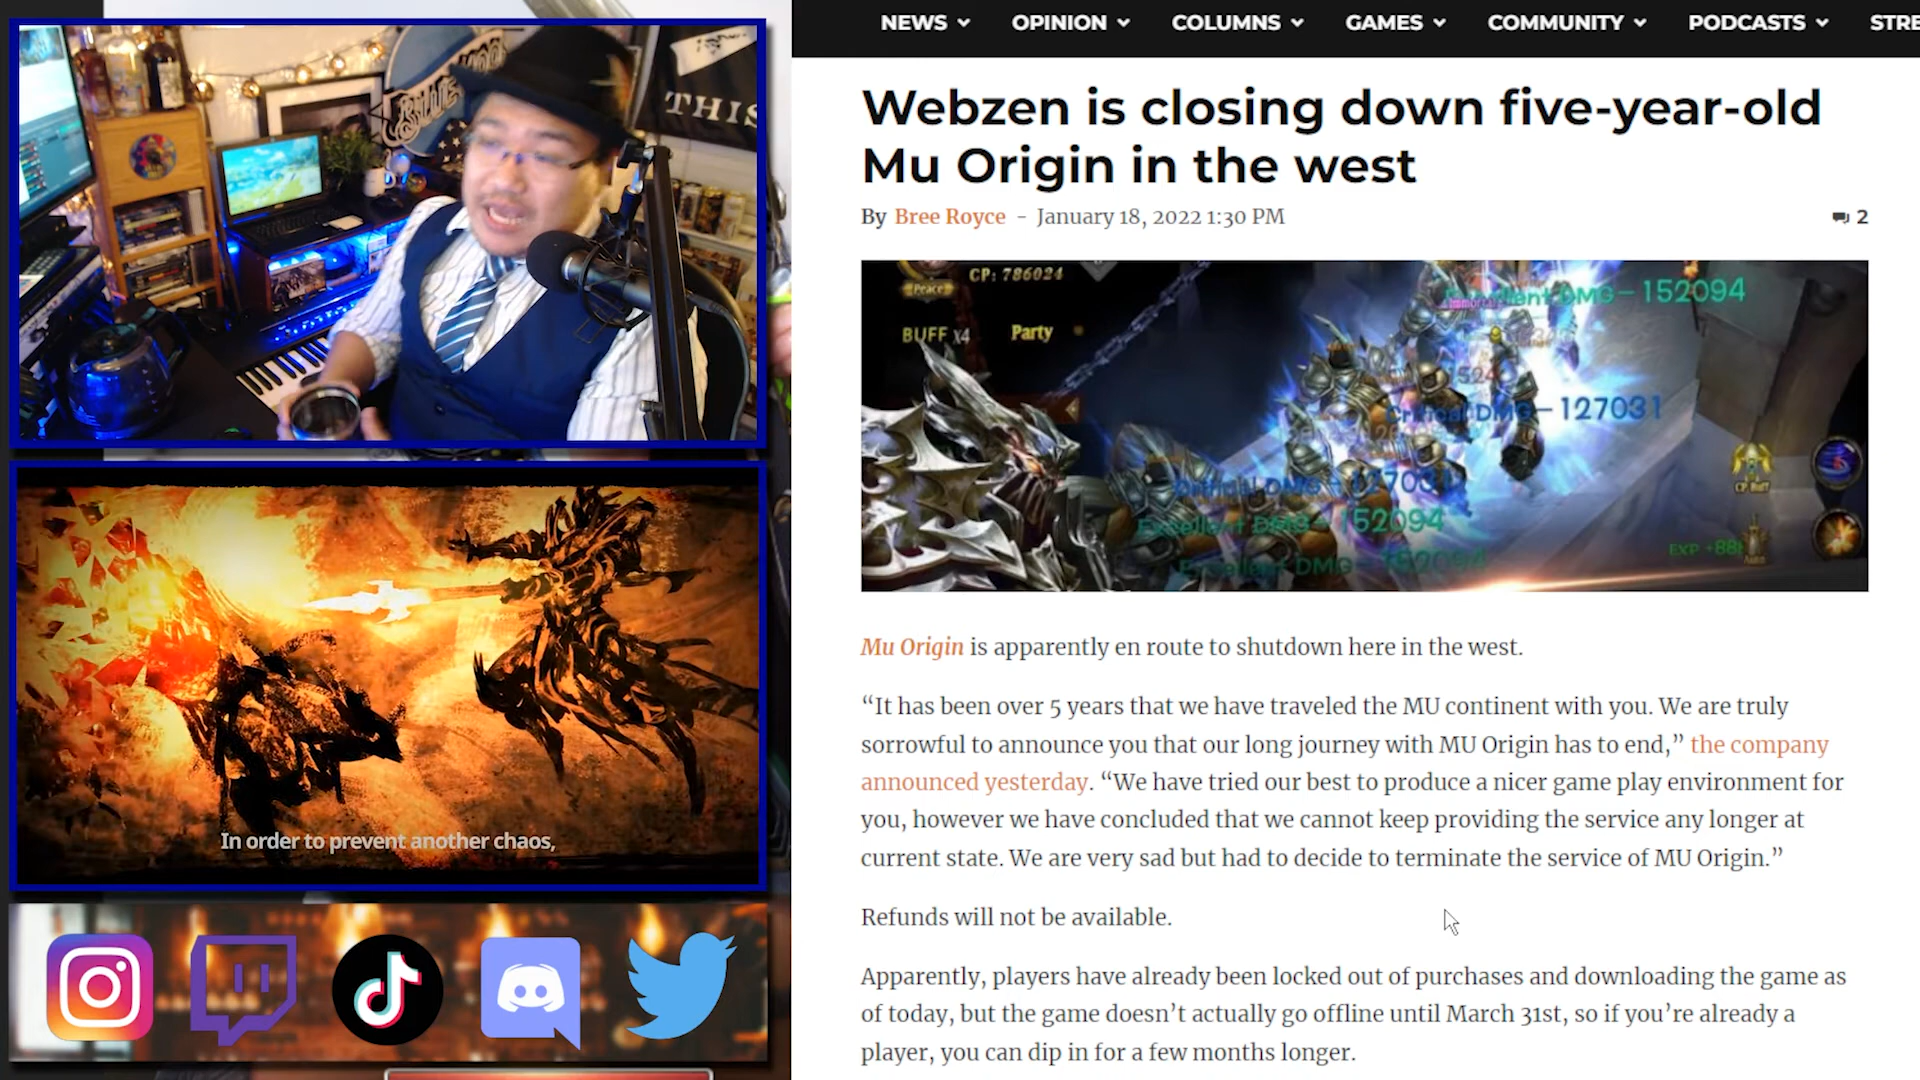 NEWS OPINION COLUMNS GAMES COMMUNITY PODCASTS STRE
Webzen is closing down five-year-old
Mu Origin in the west
By Bree Royce - January 18, 2022 1:30 PM
2
Peace
CP: 786024
BUFF X4
Party
DMG-152094
Critical DMG-127031
Excellent DMG-152094
Excellent DMG-152094
CP Buff
EXP +88
Auto
Mu Origin is apparently en route to shutdown here in the west.
“It has been over 5 years that we have traveled the MU continent with you. We are truly
sorrowful to announce you that our long journey with MU Origin has to end,” the company
announced yesterday. “We have tried our best to produce a nicer game play environment for
you, however we have concluded that we cannot keep providing the service any longer at
current state. We are very sad but had to decide to terminate the service of MU Origin.”
Refunds will not be available.
Apparently, players have already been locked out of purchases and downloading the game as
of today, but the game doesn’t actually go offline until March 31st, so if you’re already a
player, you can dip in for a few months longer.
THIS
In order to prevent another chaos,